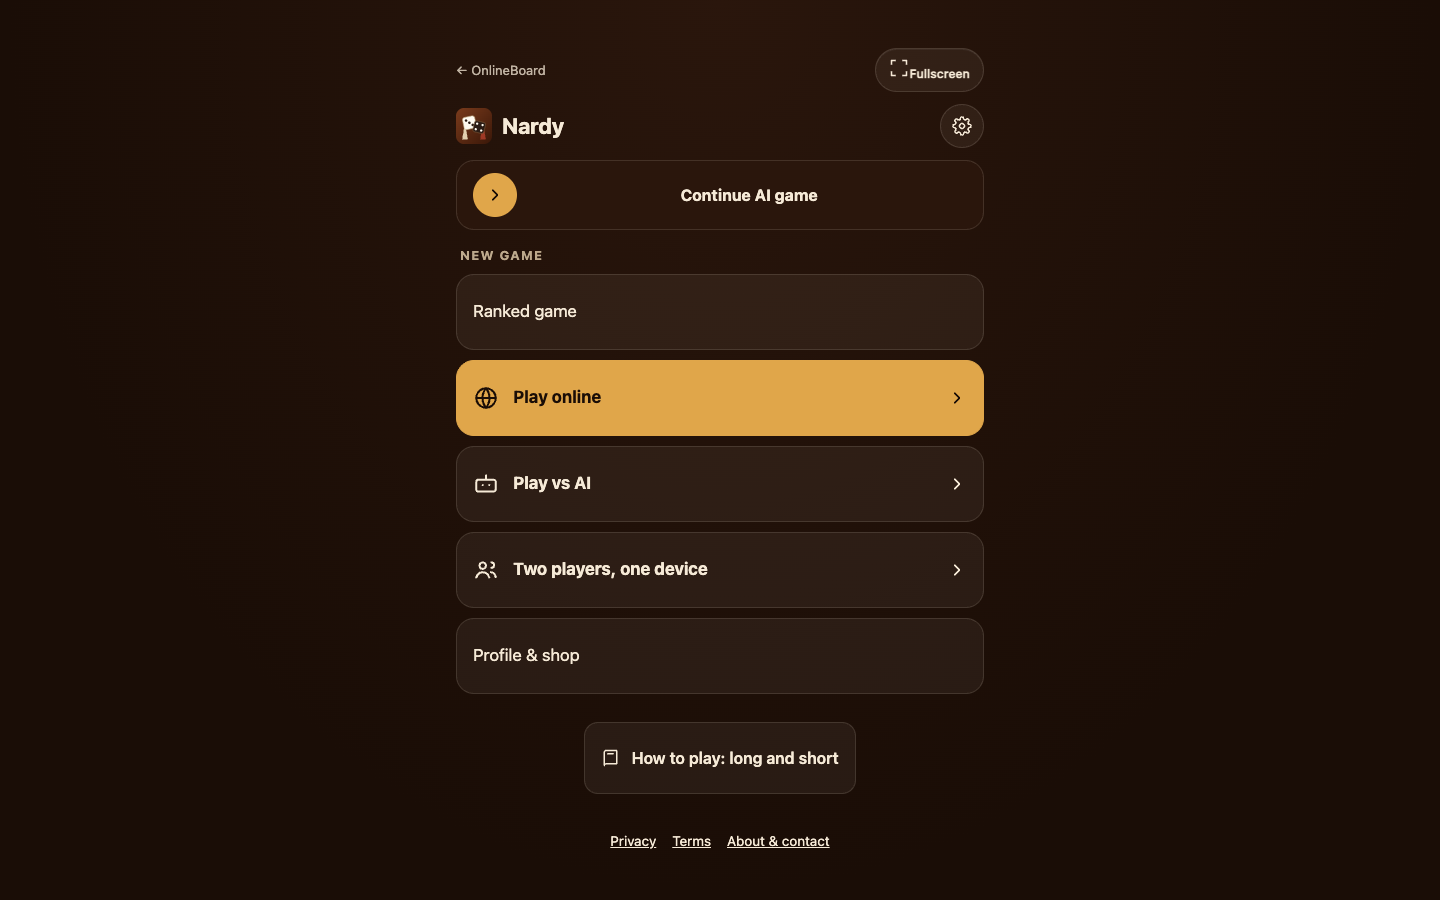 ← OnlineBoard
Fullscreen
Nardy
Continue AI game
NEW GAME
Ranked game
Play online
Play vs AI
Two players, one device
Profile & shop
How to play: long and short
Privacy Terms About & contact